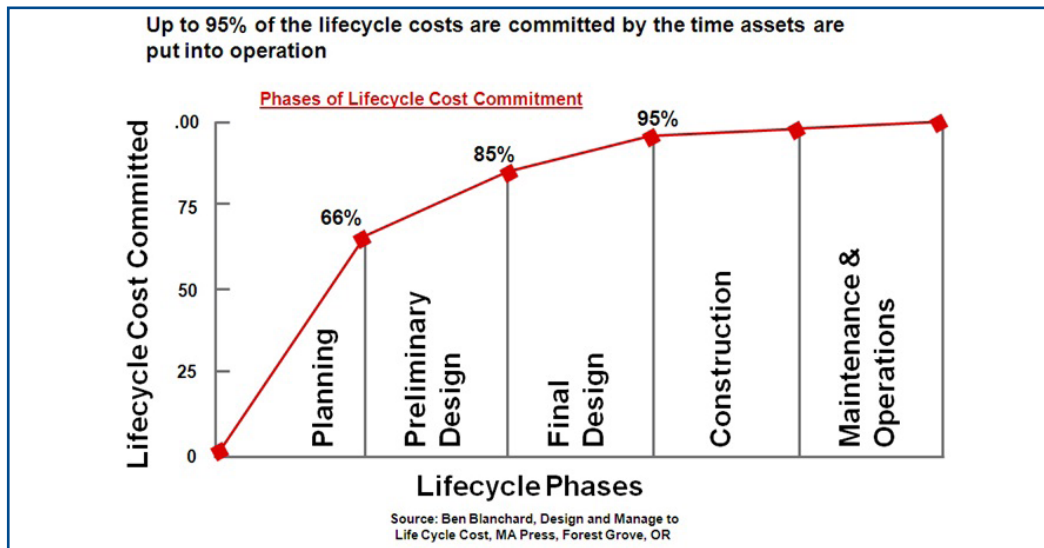 Up to 95% of the lifecycle costs are committed by the time assets are
put into operation
Phases of Lifecycle Cost Commitment
Lifecycle Cost Committed
.00
75
50
25
0
66%
85%
95%
Planning
Preliminary
Design
Final
Design
Construction
Maintenance &
Operations
Lifecycle Phases
Source: Ben Blanchard, Design and Manage to
Life Cycle Cost, MA Press, Forest Grove, OR